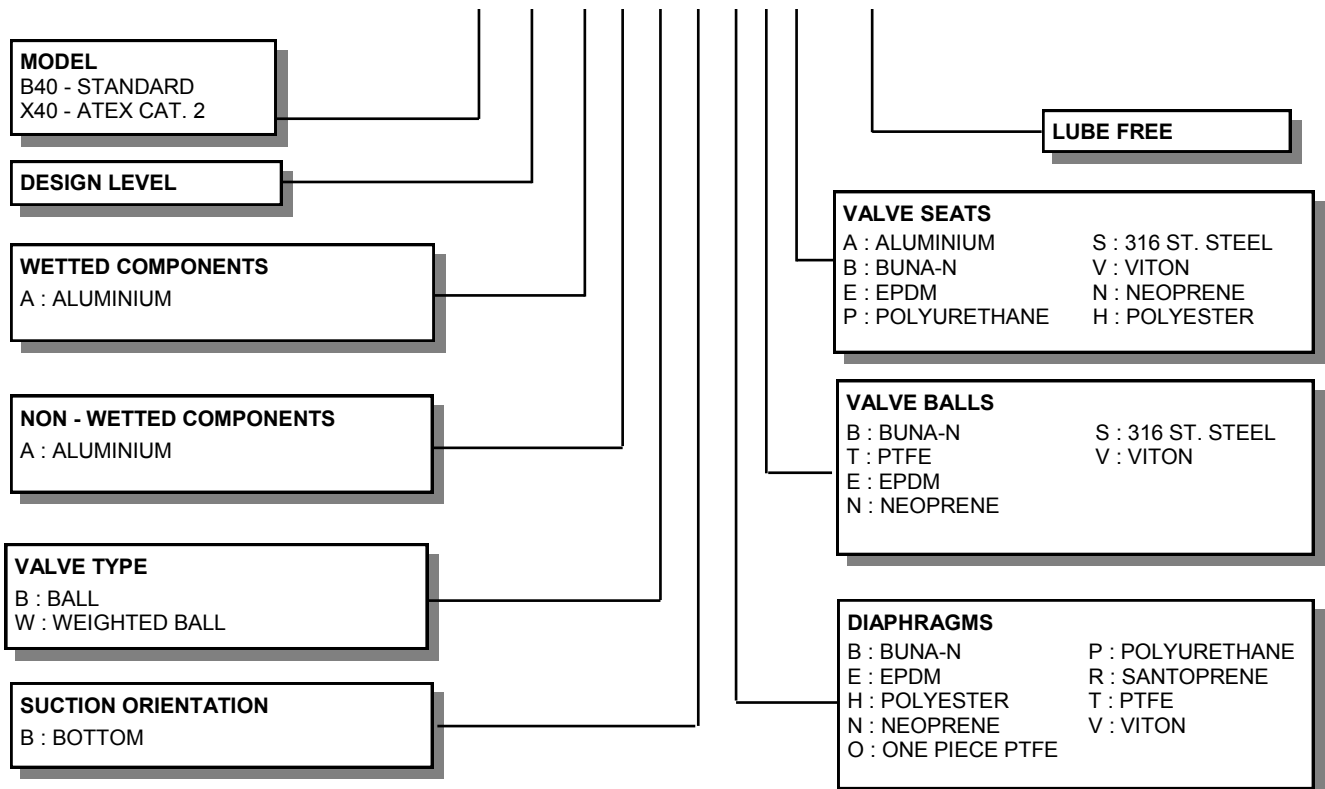 MODEL
B40 - STANDARD
X40 - ATEX CAT. 2
DESIGN LEVEL
WETTED COMPONENTS
A : ALUMINIUM
NON - WETTED COMPONENTS
A : ALUMINIUM
VALVE TYPE
B : BALL
W : WEIGHTED BALL
SUCTION ORIENTATION
B : BOTTOM
LUBE FREE
VALVE SEATS
A : ALUMINIUM S : 316 ST. STEEL
B : BUNA-N V : VITON
E : EPDM N : NEOPRENE
P : POLYURETHANE H : POLYESTER
VALVE BALLS
B : BUNA-N S : 316 ST. STEEL
T : PTFE V : VITON
E : EPDM
N : NEOPRENE
DIAPHRAGMS
B : BUNA-N P : POLYURETHANE
E : EPDM R : SANTOPRENE
H : POLYESTER T : PTFE
N : NEOPRENE V : VITON
O : ONE PIECE PTFE